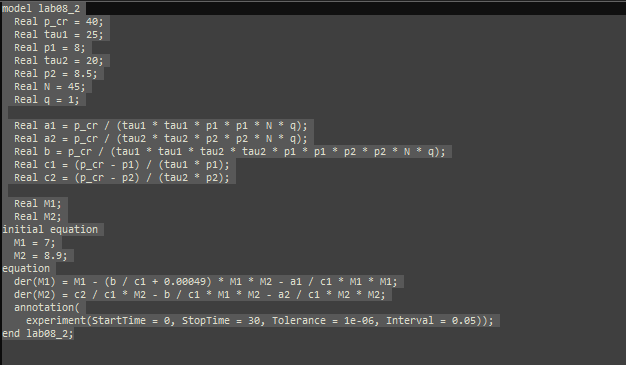 model lab08_2
Real p_cr = 40;
Real tau1 = 25;
Real p1 = 8;
Real tau2 = 20;
Real p2 = 8.5;
Real N = 45;
Real q = 1;
Real a1 = p_cr / (tau1 * tau1 * p1 * p1 * N * q);
Real a2 = p_cr / (tau2 * tau2 * p2 * p2 * N * q);
Real b = p_cr / (tau1 * tau1 * tau2 * tau2 * p1 * p1 * p2 * p2 * N * q);
Real c1 = (p_cr - p1) / (tau1 * p1);
Real c2 = (p_cr - p2) / (tau2 * p2);
Real M1;
Real M2;
initial equation
M1 = 7;
M2 = 8.9;
equation
der(M1) = M1 - (b / c1 + 0.00049) * M1 * M2 - a1 / c1 * M1 * M1;
der(M2) = c2 / c1 * M2 - b / c1 * M1 * M2 - a2 / c1 * M2 * M2;
annotation(
experiment(StartTime = 0, StopTime = 30, Tolerance = 1e-06, Interval = 0.05));
end lab08_2;